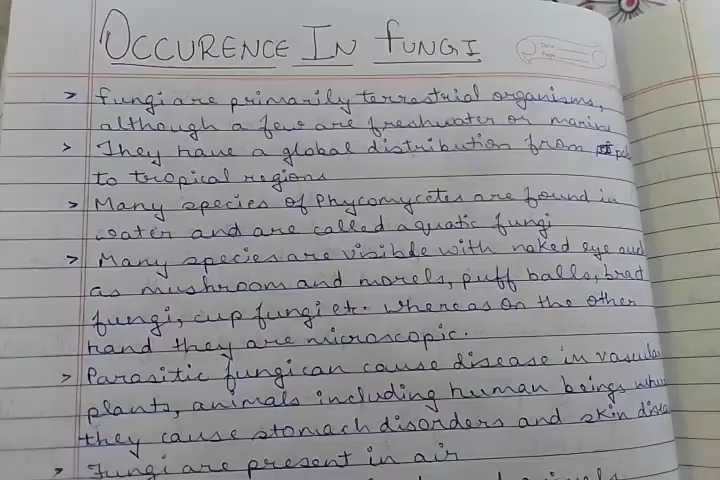 OCCURENCE IN FUNGI
Date
Page
> Fungi are primarily terrestrial organisms,
although a few are freshwater or marine
> They have a global distribution from
to tropical regions
> Many species of Phycomycetes are found in
water and are called aquatic fungi
> Many species are visible with naked eye
as mushroom and morels, puff balls,
fungi, cup fungi etc. whereas on the other
hand they are microscopic.
> Parasitic fungi can cause disease in vascular
plants, animals including human beings
they cause stomach disorders and skin
> Fungi are present in air